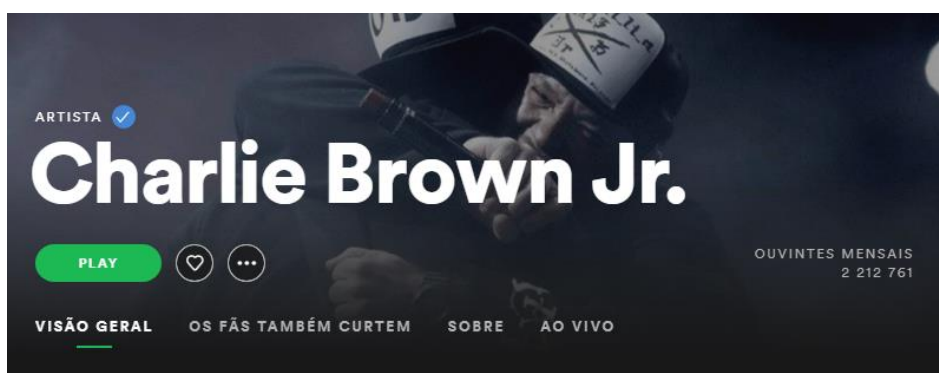 ARTISTA
Charlie Brown Jr.
PLAY
OUVINTES MENSAIS
2 212 761
VISÃO GERAL OS FÃS TAMBÉM CURTEM SOBRE AO VIVO